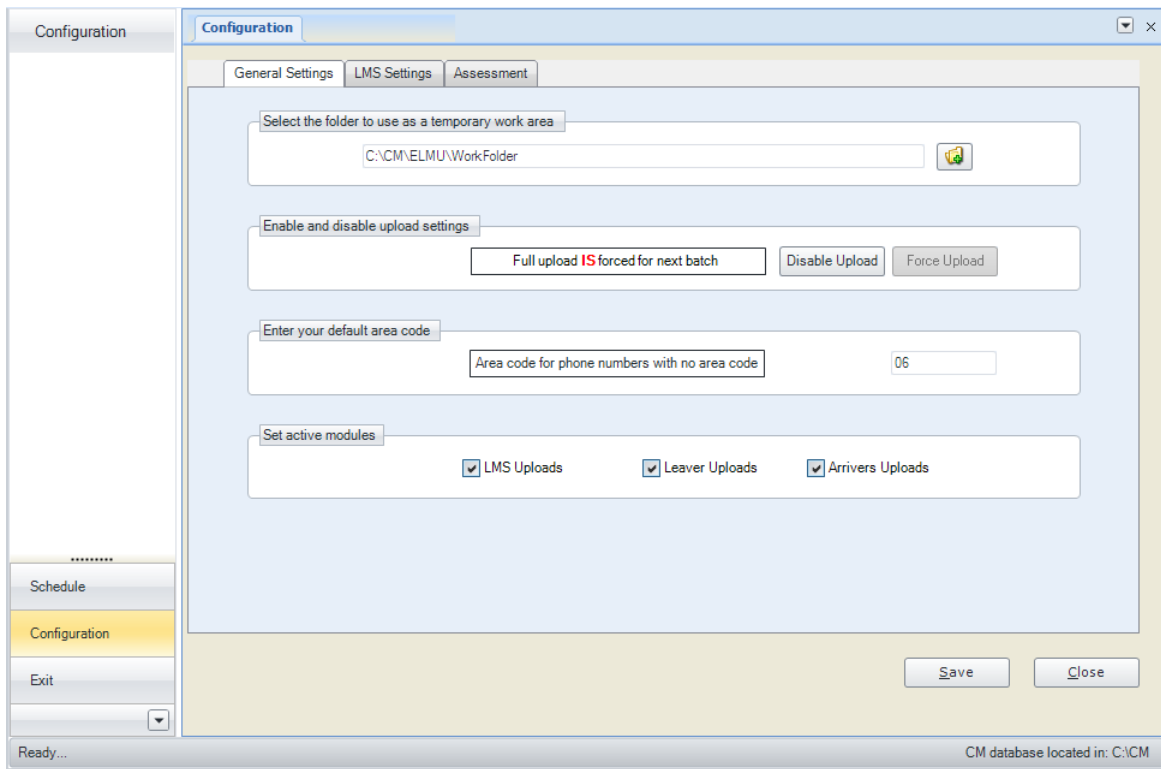 Configuration
Configuration
General Settings
LMS Settings
Assessment
Select the folder to use as a temporary work area
C:\CM\ELMU\WorkFolder
Enable and disable upload settings
Full upload IS forced for next batch
Disable Upload
Force Upload
Enter your default area code
Area code for phone numbers with no area code
06
Set active modules
LMS Uploads
Leaver Uploads
Arrivers Uploads
Schedule
Configuration
Exit
Save
Close
Ready...
CM database located in: C:\CM